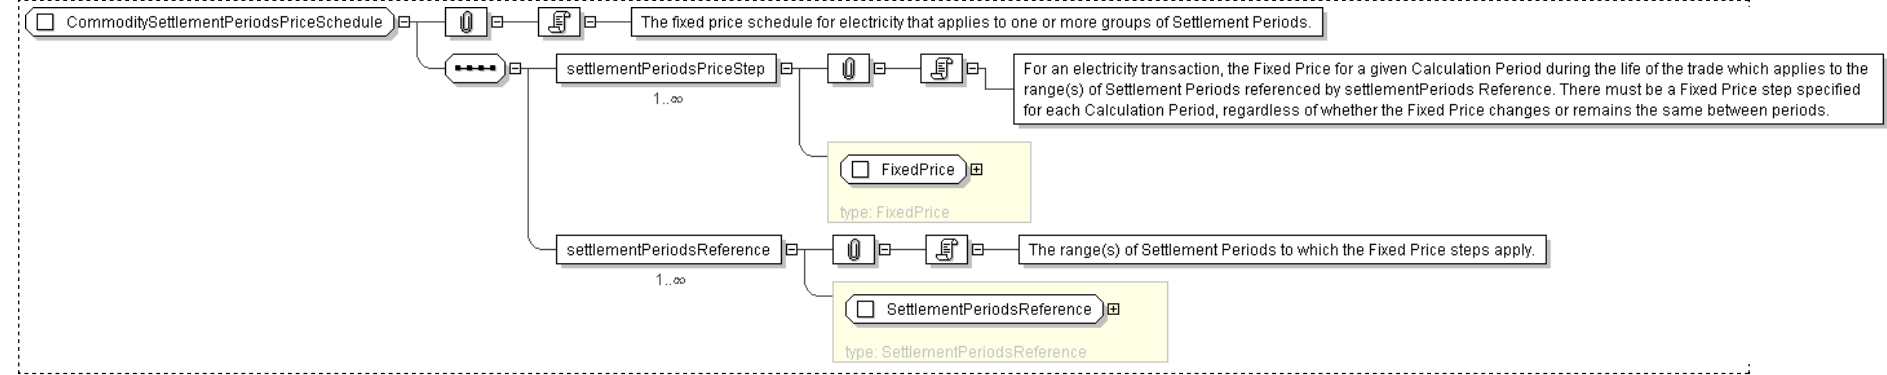 CommoditySettlementPeriodsPriceSchedule
The fixed price schedule for electricity that applies to one or more groups of Settlement Periods.
settlementPeriodsPriceStep
1..∞
For an electricity transaction, the Fixed Price for a given Calculation Period during the life of the trade which applies to the
range(s) of Settlement Periods referenced by settlementPeriods Reference. There must be a Fixed Price step specified
for each Calculation Period, regardless of whether the Fixed Price changes or remains the same between periods.
FixedPrice
type: FixedPrice
settlementPeriodsReference
1..∞
The range(s) of Settlement Periods to which the Fixed Price steps apply.
SettlementPeriodsReference
type: SettlementPeriodsReference